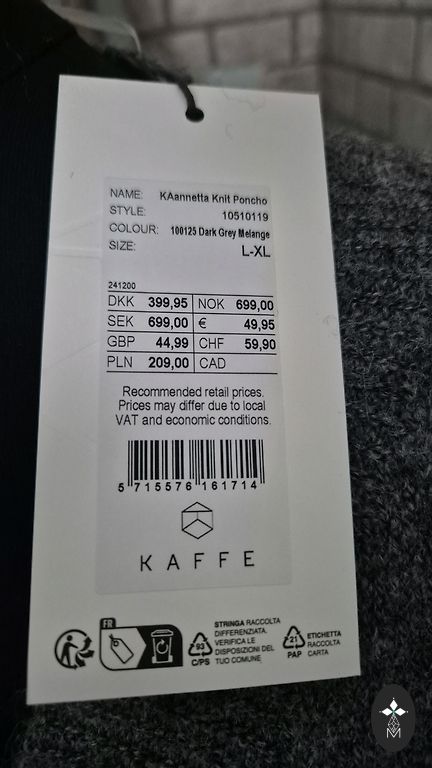 NAME: KAannetta Knit Poncho
STYLE: 10510119
COLOUR: 100125 Dark Grey Melange
SIZE: L-XL
241200
DKK 399,95 NOK 699,00
SEK 699,00 € 49,95
GBP 44,99 CHF 59,90
PLN 209,00 CAD
Recommended retail prices.
Prices may differ due to local
VAT and economic conditions.
5 715576 161714
KAFFE
FR
STRINGA RACCOLTA
DIFFERENZIATA.
VERIFICA LE
DISPOSIZIONI DEL
TUO COMUNE
93
C/PS
21
PAP
ETICHETTA
RACCOLTA
CARTA
M